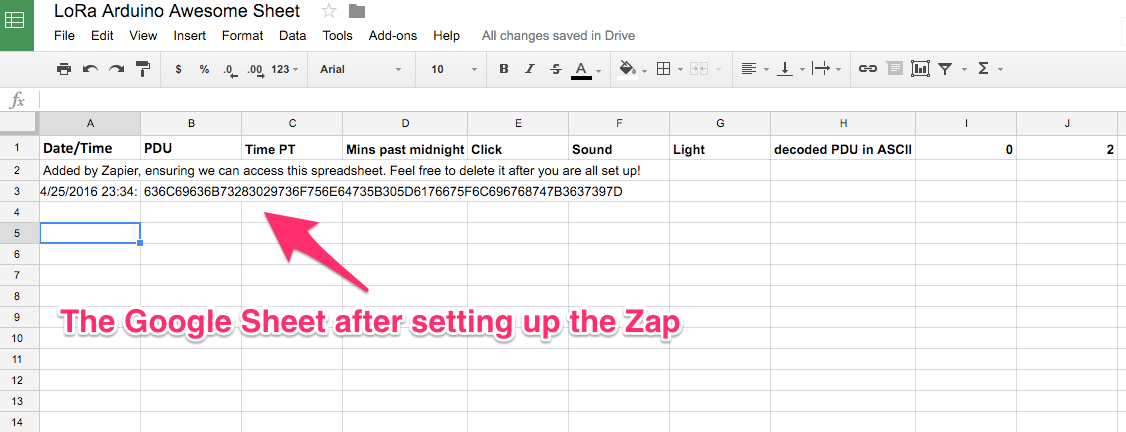 LoRa Arduino Awesome Sheet
File Edit View Insert Format Data Tools Add-ons Help All changes saved in Drive
$ % .0 .00 123 Arial 10 B I S A Σ
fx
A B C D E F G H I J
1 Date/Time PDU Time PT Mins past midnight Click Sound Light decoded PDU in ASCII 0 2
2 Added by Zapier, ensuring we can access this spreadsheet. Feel free to delete it after you are all set up!
3 4/25/2016 23:34: 636C69636B73283029736F756E64735B305D6176675F6C696768747B3637397D
4
5
6
7
8
9
The Google Sheet after setting up the Zap
10
11
12
13
14